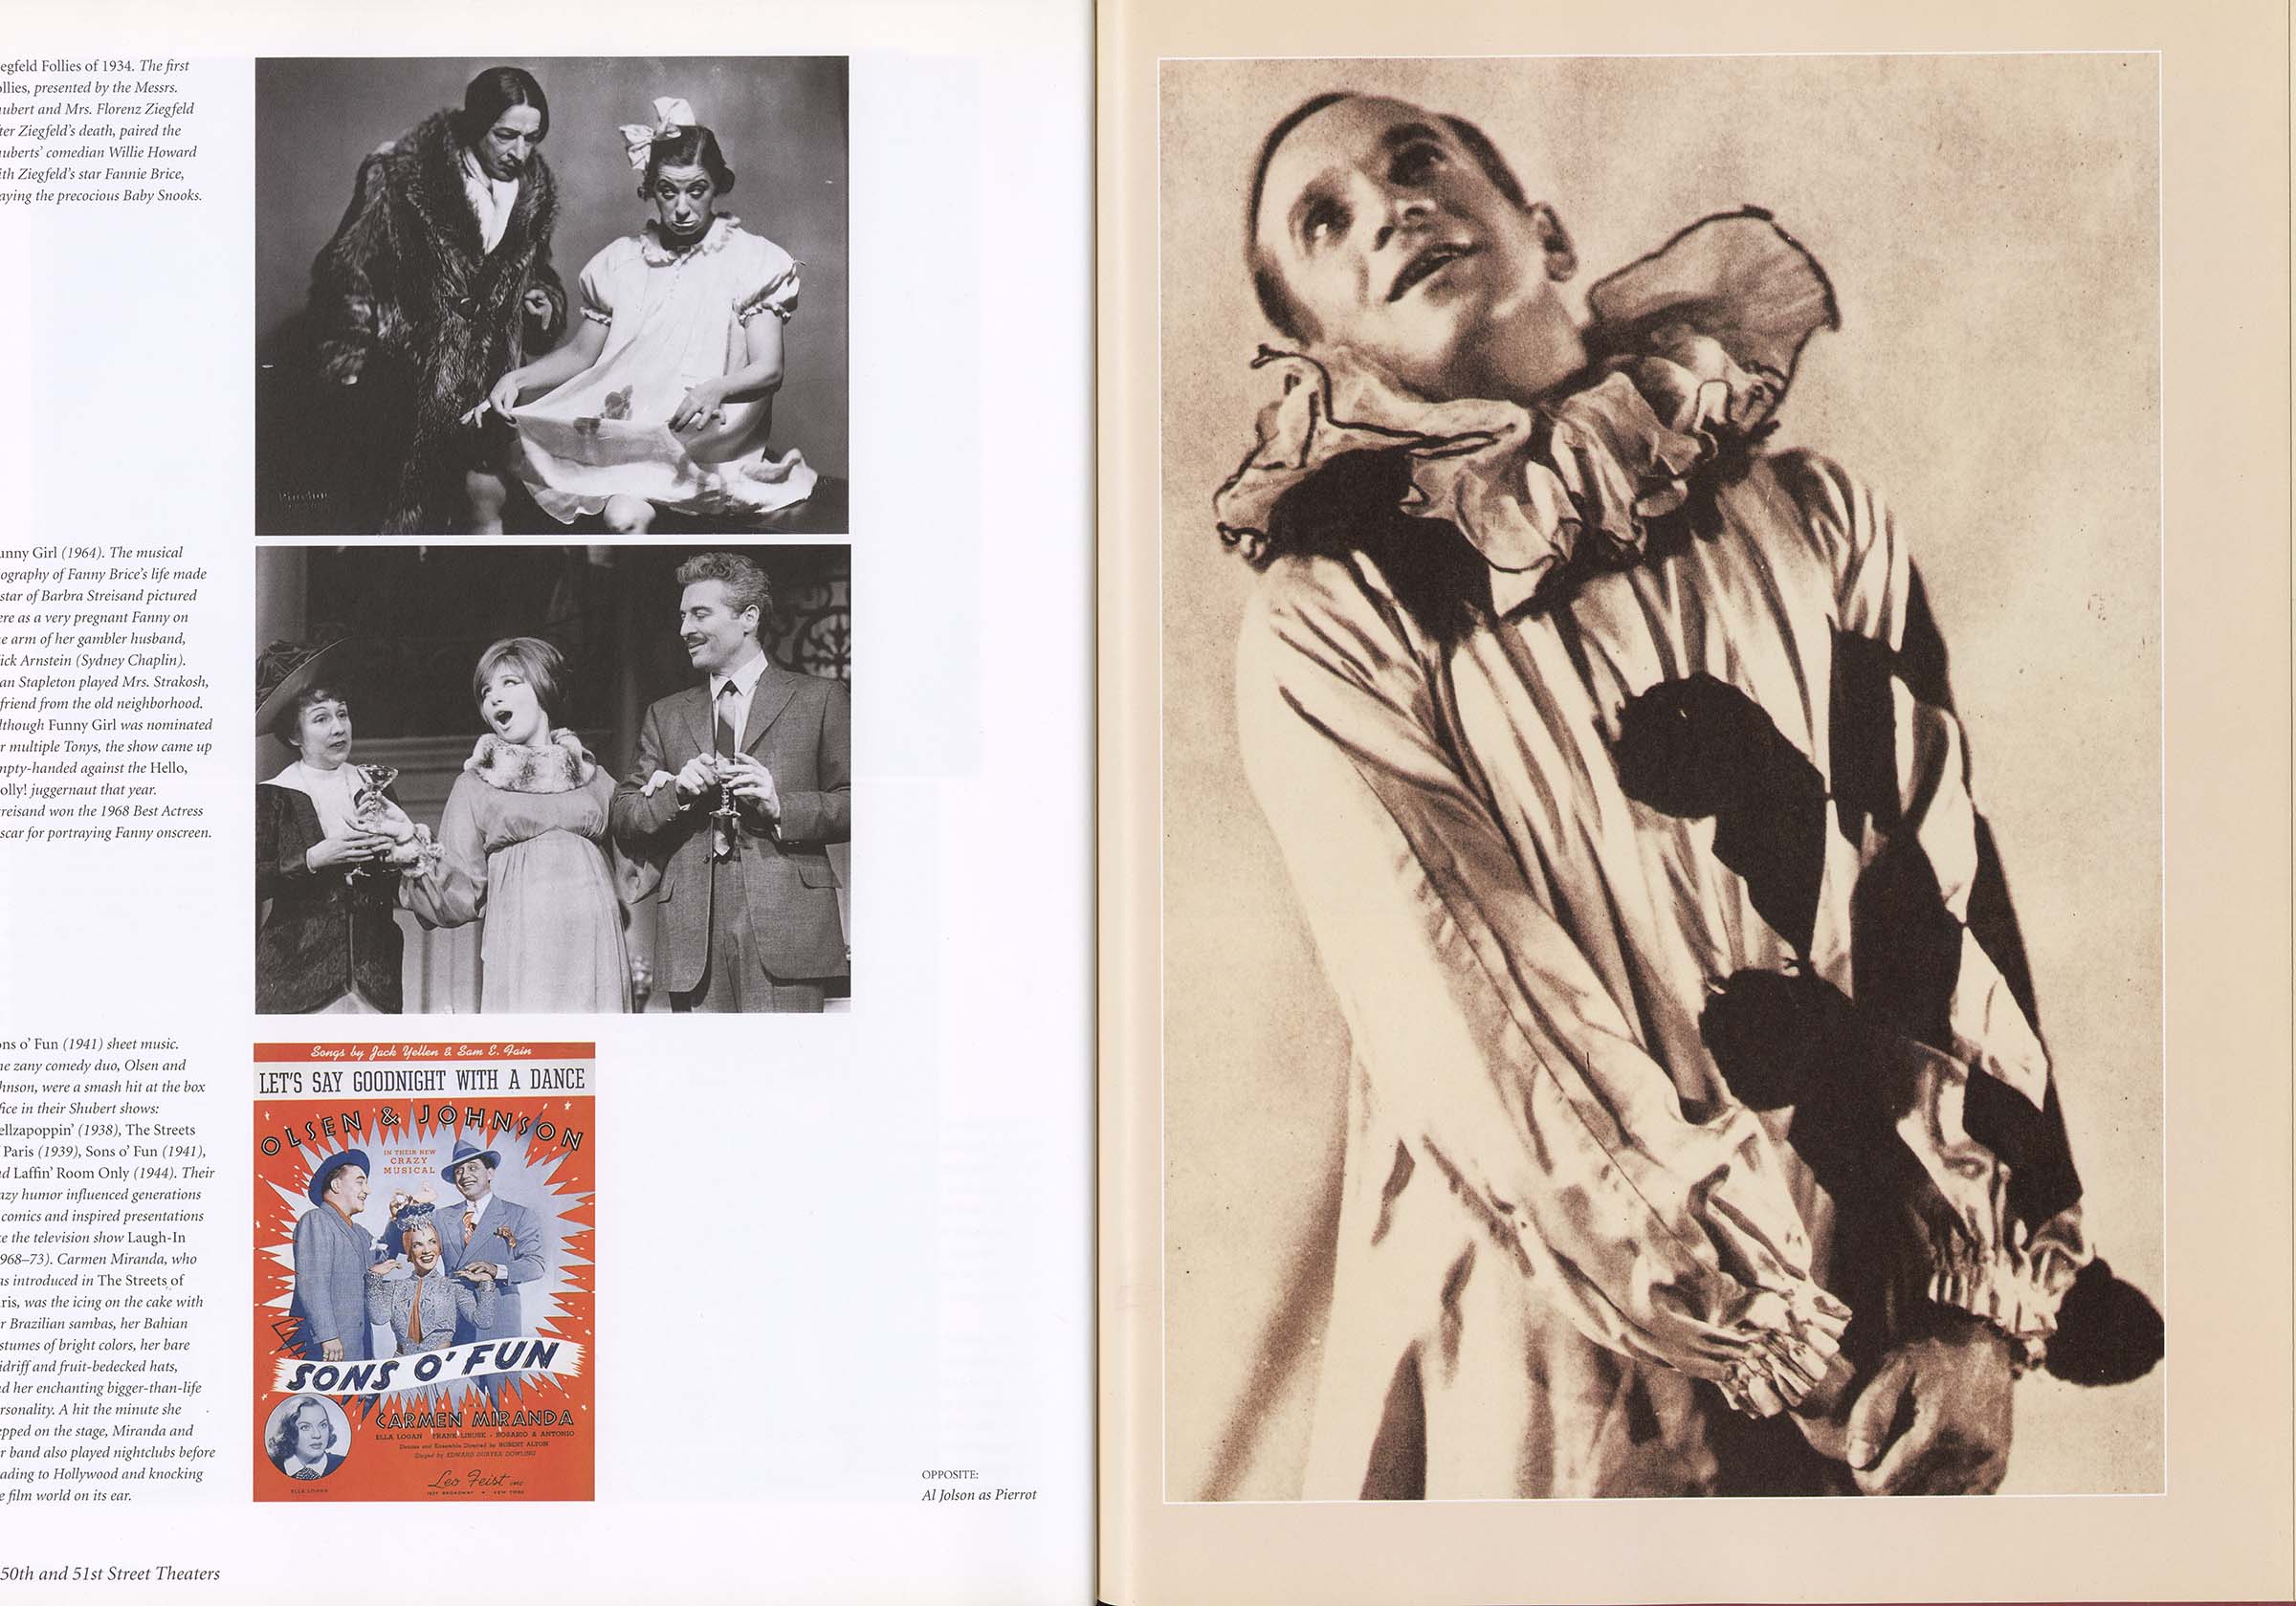 egfeld Follies of 1934. The first
ollies, presented by the Messrs.
ubert and Mrs. Florenz Ziegfeld
ter Ziegfeld's death, paired the
uberts' comedian Willie Howard
ith Ziegfeld's star Fannie Brice,
aying the precocious Baby Snooks.
unny Girl (1964). The musical
ography of Fanny Brice's life made
star of Barbra Streisand pictured
ere as a very pregnant Fanny on
e arm of her gambler husband,
ick Arnstein (Sydney Chaplin).
an Stapleton played Mrs. Strakosh,
friend from the old neighborhood.
lthough Funny Girl was nominated
r multiple Tonys, the show came up
mpty-handed against the Hello,
olly! juggernaut that year.
reisand won the 1968 Best Actress
scar for portraying Fanny onscreen.
ons o' Fun (1941) sheet music.
he zany comedy duo, Olsen and
hnson, were a smash hit at the box
fice in their Shubert shows:
ellzapoppin' (1938), The Streets
Paris (1939), Sons o' Fun (1941),
nd Laffin' Room Only (1944). Their
azy humor influenced generations
comics and inspired presentations
ke the television show Laugh-In
968–73). Carmen Miranda, who
as introduced in The Streets of
ris, was the icing on the cake with
r Brazilian sambas, her Bahian
stumes of bright colors, her bare
idriff and fruit-bedecked hats,
d her enchanting bigger-than-life
rsonality. A hit the minute she
epped on the stage, Miranda and
r band also played nightclubs before
ading to Hollywood and knocking
e film world on its ear.
Songs by Jack Yellen & Sam E. Fain
LET'S SAY GOODNIGHT WITH A DANCE
OLSEN & JOHNSON
IN THEIR NEW
CRAZY
MUSICAL
SONS O' FUN
CARMEN MIRANDA
ELLA LOGAN · FRANK LIBUSE · ROSARIO & ANTONIO
Dances and Ensemble Directed by ROBERT ALTON
Staged by EDWARD DURYEA DOWLING
ELLA LOGAN
Leo Feist inc.
1629 BROADWAY • NEW YORK
OPPOSITE:
Al Jolson as Pierrot
50th and 51st Street Theaters